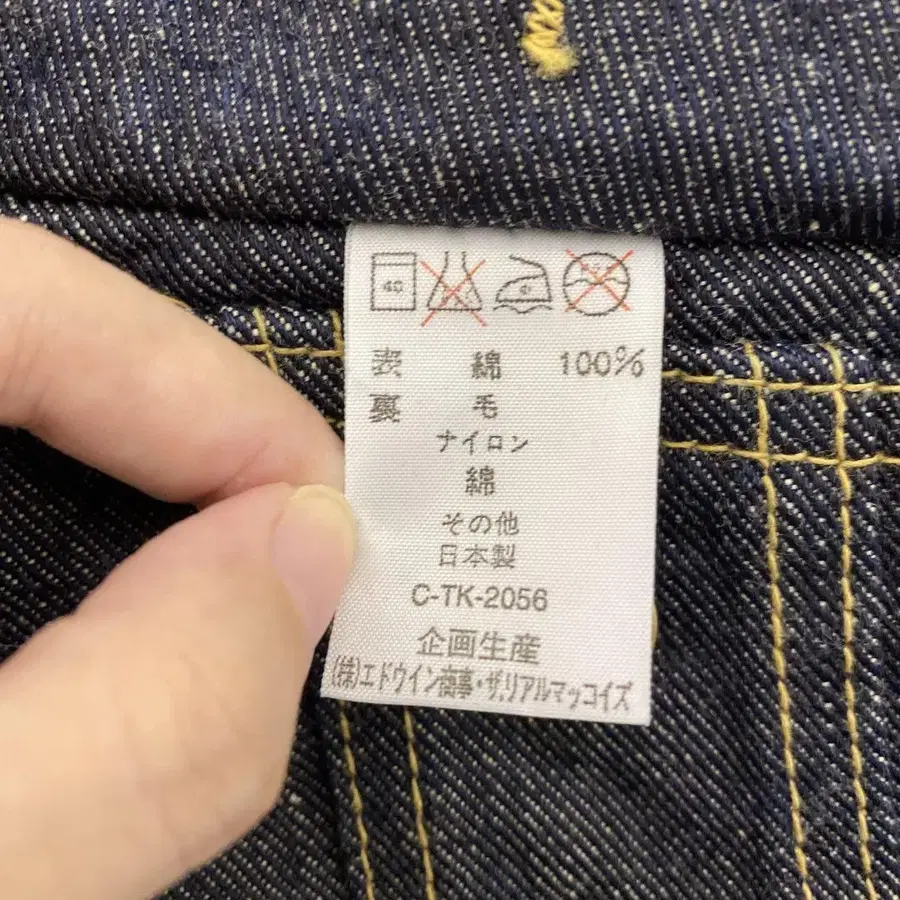 40
表 綿 100%
裏 毛
ナイロン
綿
その他
日本製
C-TK-2056
企画生産
(株)エドウイン商事・ザ.リアルマッコイズ